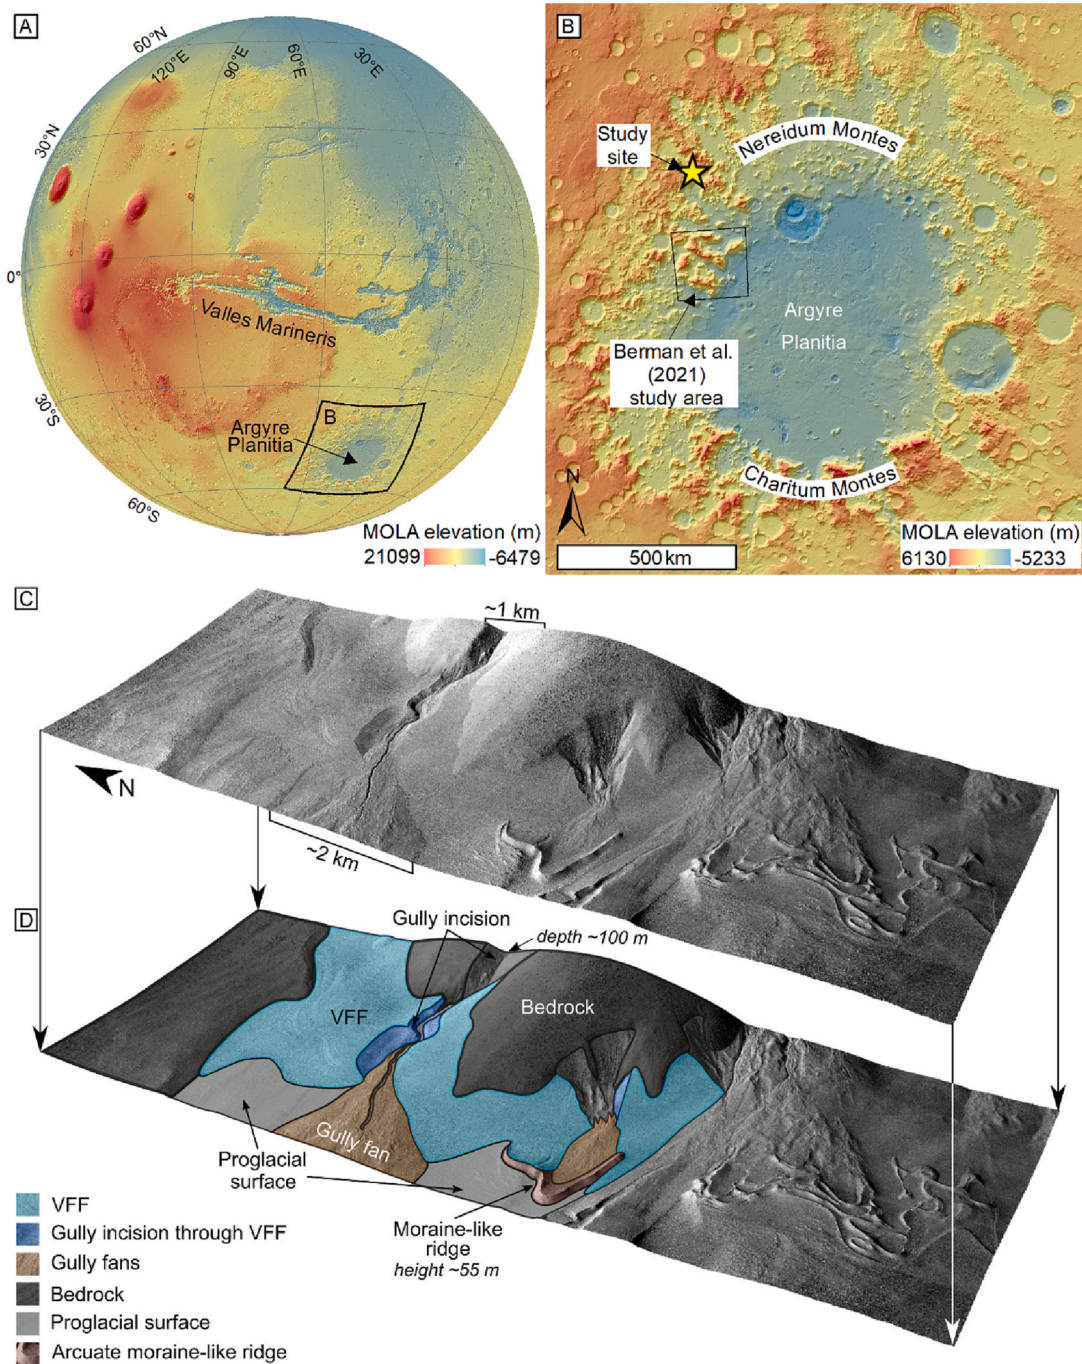 A
60°N
120°E
90°E
60°E
30°E
30°N
0°
Valles Marineris
30°S
B
Argyre
Planitia
60°S
MOLA elevation (m)
21099
-6479
B
Study
site
Nereidum Montes
Argyre
Planitia
Berman et al.
(2021)
study area
N
Charitum Montes
500km
MOLA elevation (m)
6130
-5233
C
~1 km
N
~2 km
D
Gully incision
depth ~100 m
VFF
Bedrock
Gully fan
Proglacial
surface
Moraine-like
ridge
height ~55 m
VFF
Gully incision through VFF
Gully fans
Bedrock
Proglacial surface
Arcuate moraine-like ridge